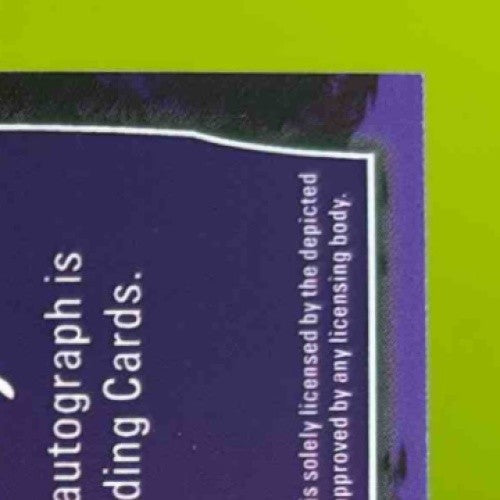 autograph is
ding Cards.
s solely licensed by the depicted
pproved by any licensing body.